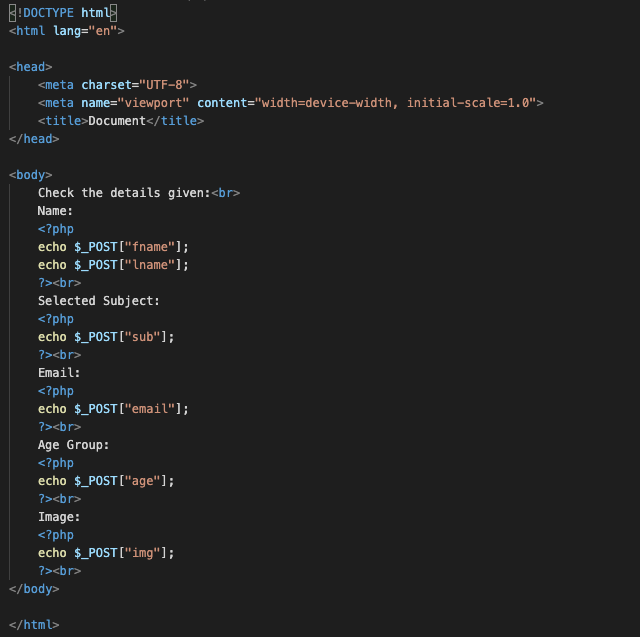 <!DOCTYPE html>
<html lang="en">
<head>
<meta charset="UTF-8">
<meta name="viewport" content="width=device-width, initial-scale=1.0">
<title>Document</title>
</head>
<body>
Check the details given:<br>
Name:
<?php
echo $_POST["fname"];
echo $_POST["lname"];
?><br>
Selected Subject:
<?php
echo $_POST["sub"];
?><br>
Email:
<?php
echo $_POST["email"];
?><br>
Age Group:
<?php
echo $_POST["age"];
?><br>
Image:
<?php
echo $_POST["img"];
?><br>
</body>
</html>